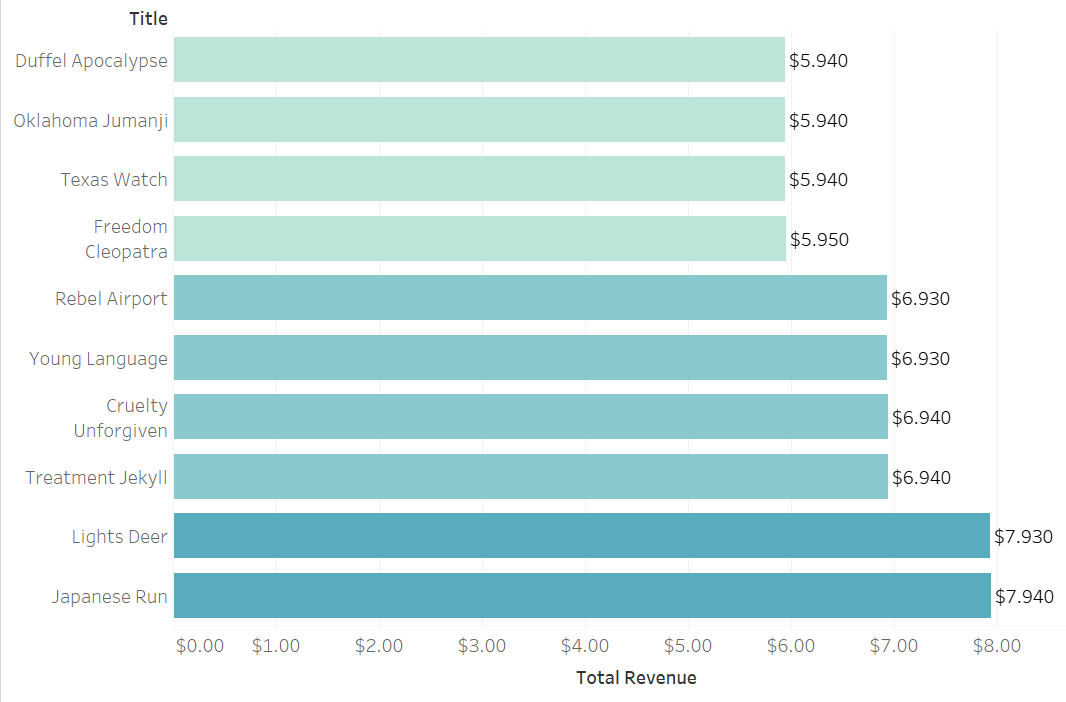 Title
Duffel Apocalypse
$5.940
Oklahoma Jumanji
$5.940
Texas Watch
$5.940
Freedom
Cleopatra
$5.950
Rebel Airport
$6.930
Young Language
$6.930
Cruelty
Unforgiven
$6.940
Treatment Jekyll
$6.940
Lights Deer
$7.930
Japanese Run
$7.940
$0.00 $1.00 $2.00 $3.00 $4.00 $5.00 $6.00 $7.00 $8.00
Total Revenue